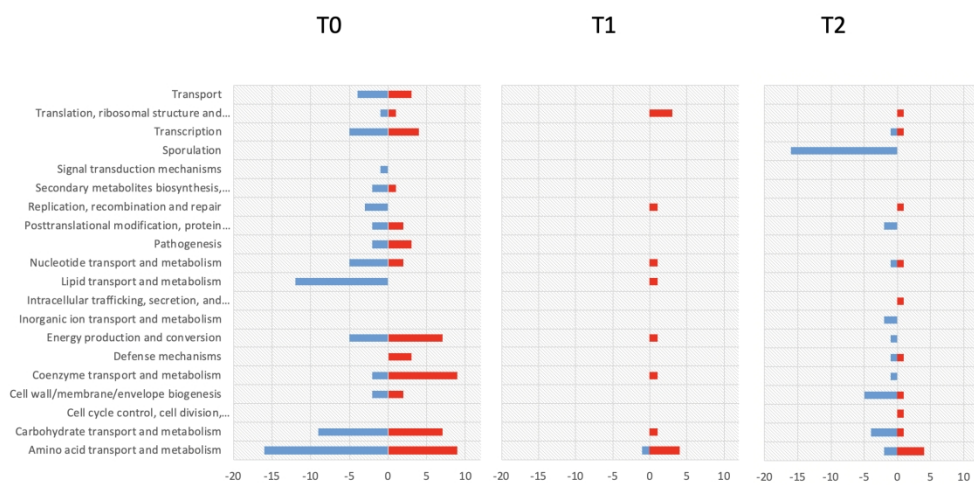 T0 T1 T2
Transport
Translation, ribosomal structure and...
Transcription
Sporulation
Signal transduction mechanisms
Secondary metabolites biosynthesis,...
Replication, recombination and repair
Posttranslational modification, protein...
Pathogenesis
Nucleotide transport and metabolism
Lipid transport and metabolism
Intracellular trafficking, secretion, and...
Inorganic ion transport and metabolism
Energy production and conversion
Defense mechanisms
Coenzyme transport and metabolism
Cell wall/membrane/envelope biogenesis
Cell cycle control, cell division,...
Carbohydrate transport and metabolism
Amino acid transport and metabolism
-20 -15 -10 -5 0 5 10 -20 -15 -10 -5 0 5 10 -20 -15 -10 -5 0 5 10